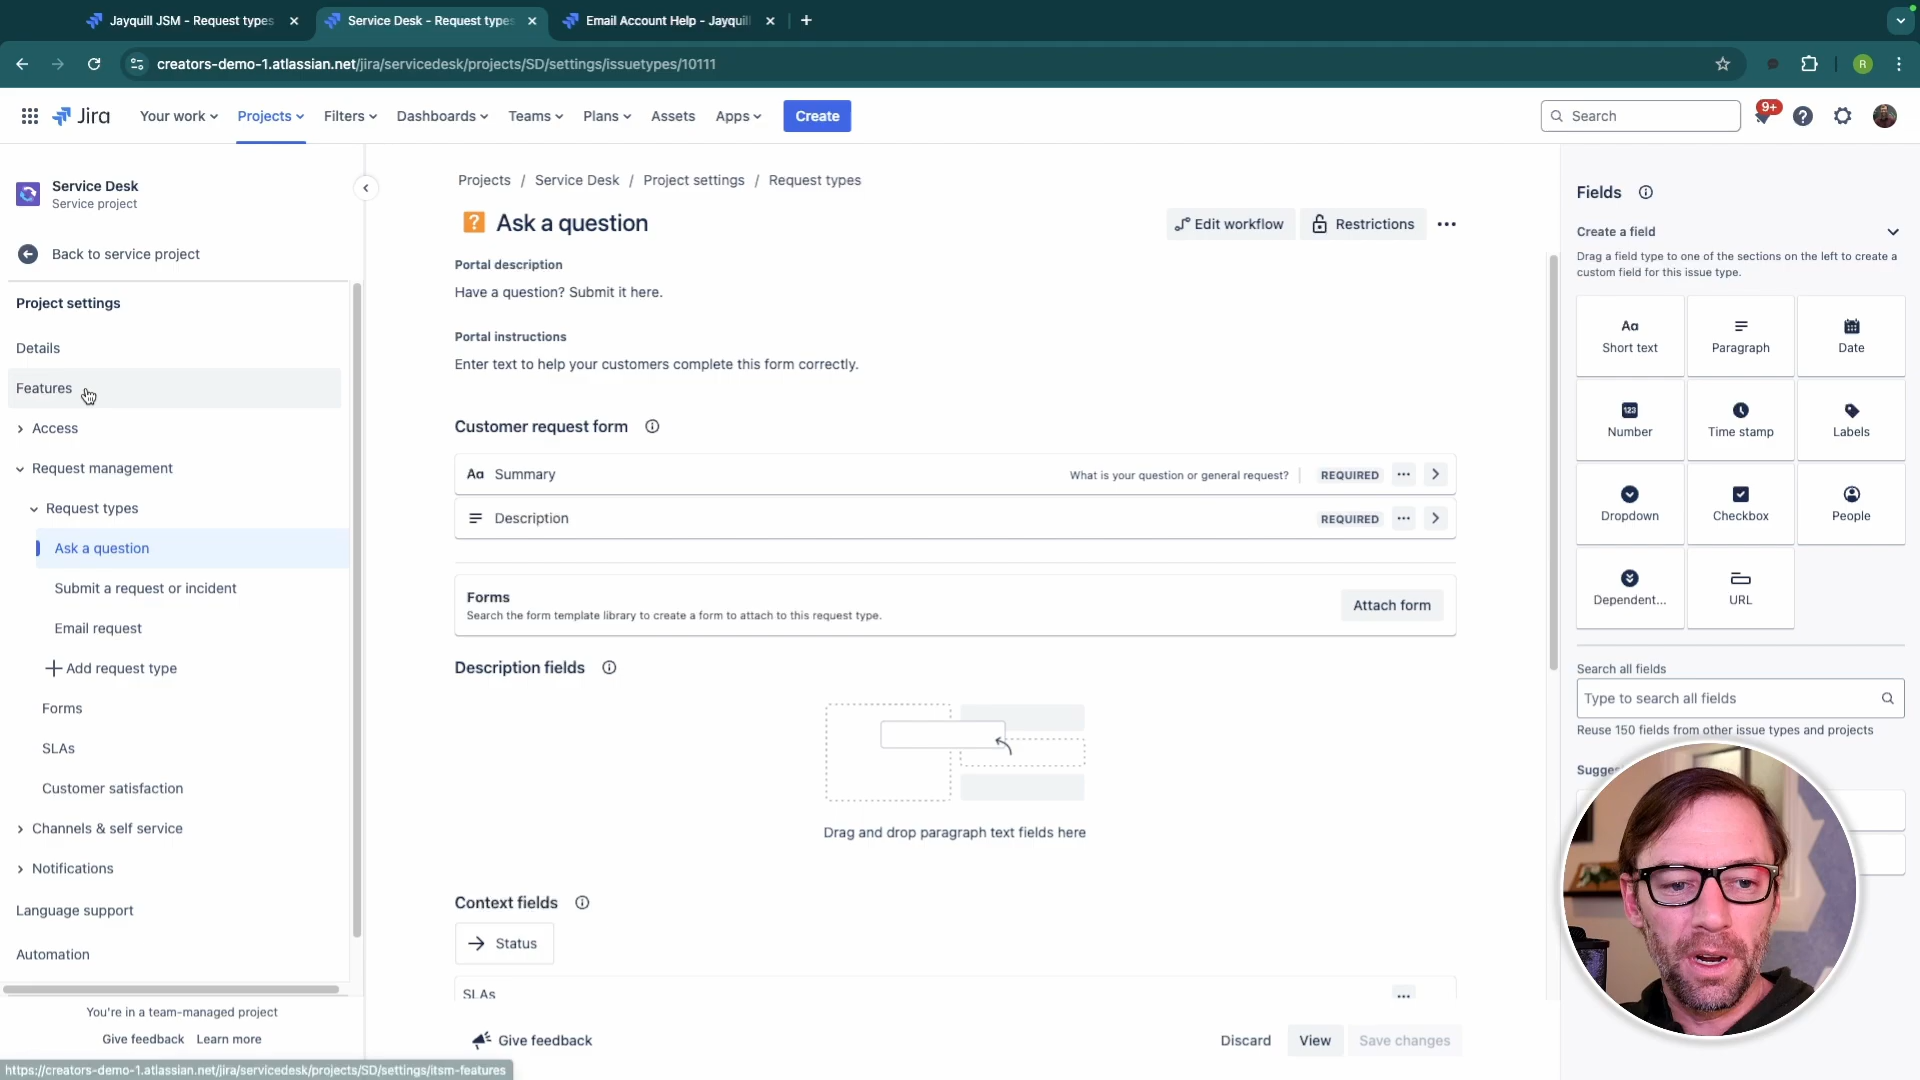 Jayquill JSM - Request types
Service Desk - Request types
Email Account Help - Jayquill
creators-demo-1.atlassian.net/jira/servicedesk/projects/SD/settings/issuetypes/10111
R
Jira
Your work
Projects
Filters
Dashboards
Teams
Plans
Assets
Apps
Create
Search
9+
Service Desk
Service project
Back to service project
Project settings
Details
Features
Access
Request management
Request types
Ask a question
Submit a request or incident
Email request
Add request type
Forms
SLAs
Customer satisfaction
Channels & self service
Notifications
Language support
Automation
You're in a team-managed project
Give feedback Learn more
https://creators-demo-1.atlassian.net/jira/servicedesk/projects/SD/settings/itsm-features
Projects / Service Desk / Project settings / Request types
Ask a question
Edit workflow
Restrictions
Portal description
Have a question? Submit it here.
Portal instructions
Enter text to help your customers complete this form correctly.
Customer request form
Aa Summary What is your question or general request? REQUIRED
Description REQUIRED
Forms
Search the form template library to create a form to attach to this request type.
Attach form
Description fields
Drag and drop paragraph text fields here
Context fields
Status
SLAs
Give feedback
Discard
View
Save changes
Fields
Create a field
Drag a field type to one of the sections on the left to create a
custom field for this issue type.
Aa
Short text
Paragraph
Date
123
Number
Time stamp
Labels
Dropdown
Checkbox
People
Dependent...
URL
Search all fields
Type to search all fields
Reuse 150 fields from other issue types and projects